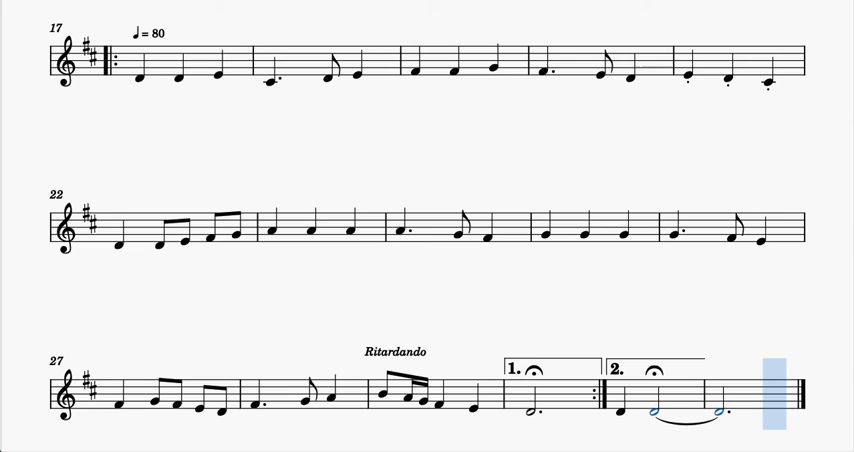 17
♩ = 80
22
27
Ritardando
1.
2.